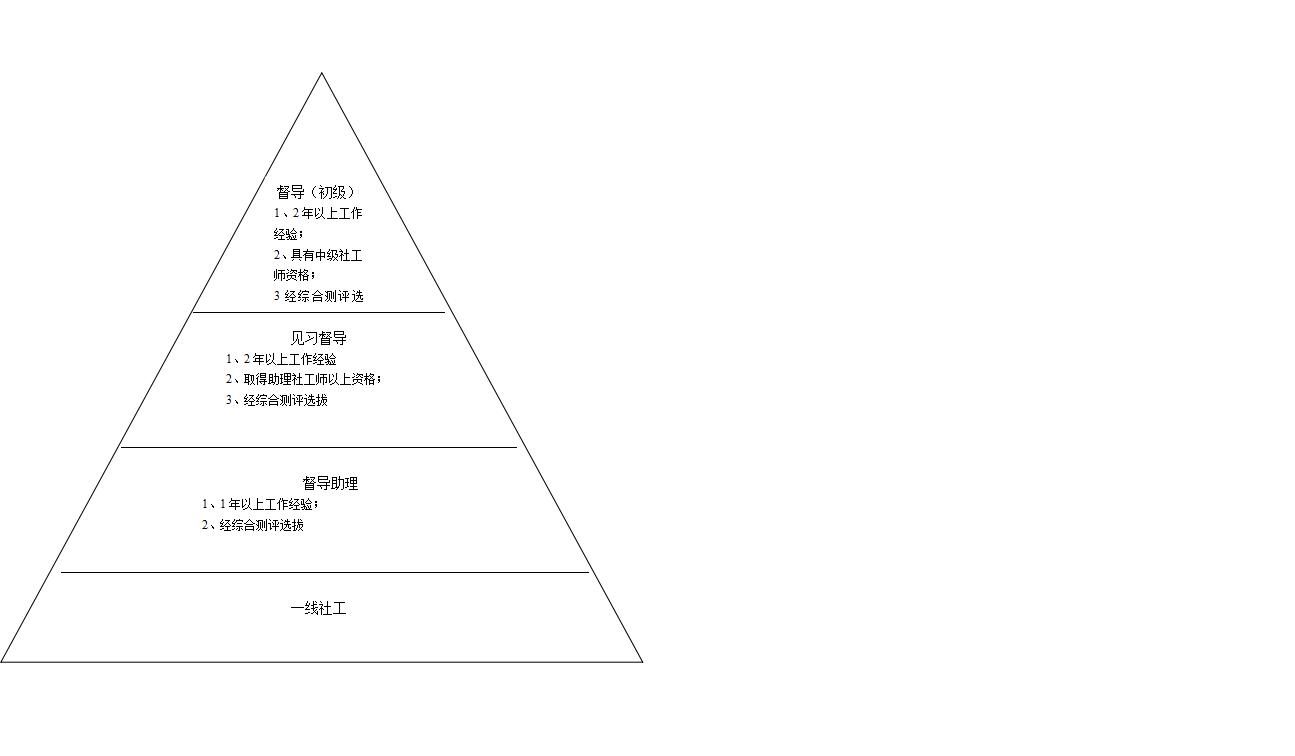 督导（初级）
1、2年以上工作
经验；
2、具有中级社工
师资格；
3 经综合测评选
见习督导
1、2年以上工作经验
2、取得助理社工师以上资格；
3、经综合测评选拔
督导助理
1、1年以上工作经验；
2、经综合测评选拔
一线社工